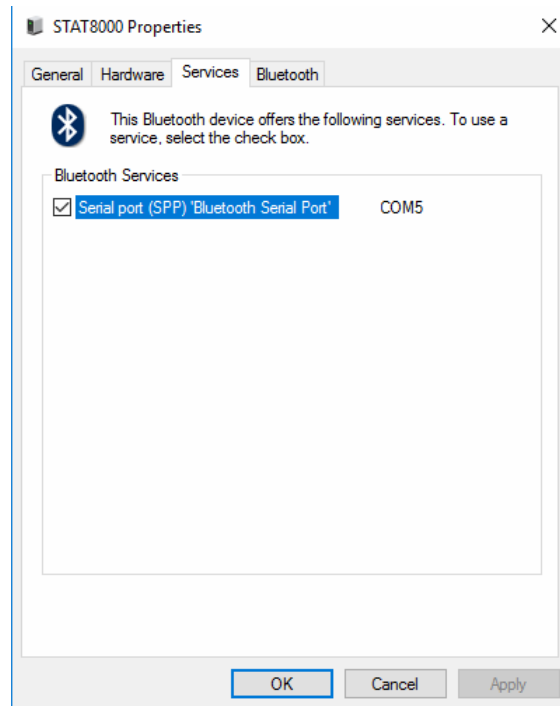 STAT8000 Properties
General Hardware Services Bluetooth
This Bluetooth device offers the following services. To use a
service, select the check box.
Bluetooth Services
Serial port (SPP) 'Bluetooth Serial Port' COM5
OK Cancel Apply